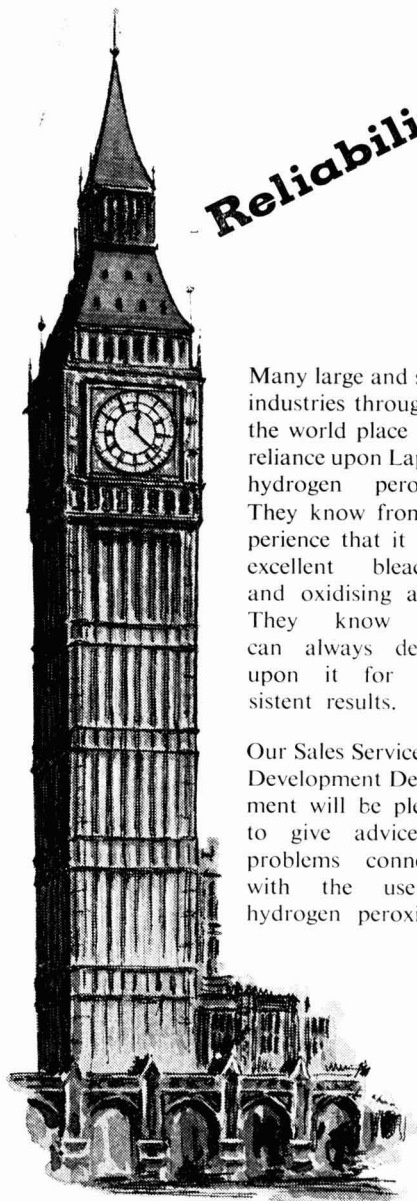 Reliabili
Many large and s
industries throug
the world place
reliance upon Lap
hydrogen pero
They know from
perience that it
excellent bleac
and oxidising a
They know
can always de
upon it for
sistent results.
Our Sales Service
Development De
ment will be ple
to give advice
problems conne
with the use
hydrogen peroxi